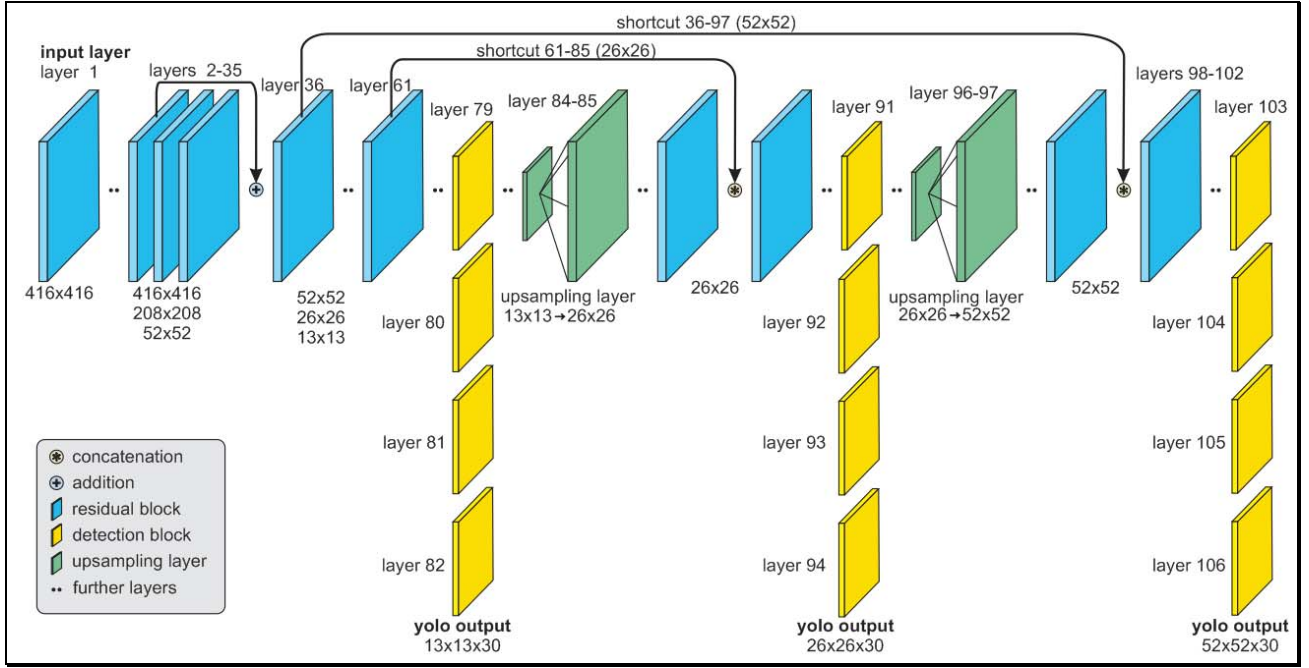 shortcut 36-97 (52x52)
shortcut 61-85 (26x26)
input layer
layer 1
layers 2-35
layer 36
layer 61
layer 79
layer 84-85
layer 91
layer 96-97
layers 98-102
layer 103
416x416
416x416
208x208
52x52
52x52
26x26
13x13
upsampling layer
13x13→26x26
26x26
upsampling layer
26x26→52x52
52x52
layer 80
layer 92
layer 104
layer 81
layer 93
layer 105
layer 82
layer 94
layer 106
concatenation
addition
residual block
detection block
upsampling layer
further layers
yolo output
13x13x30
yolo output
26x26x30
yolo output
52x52x30